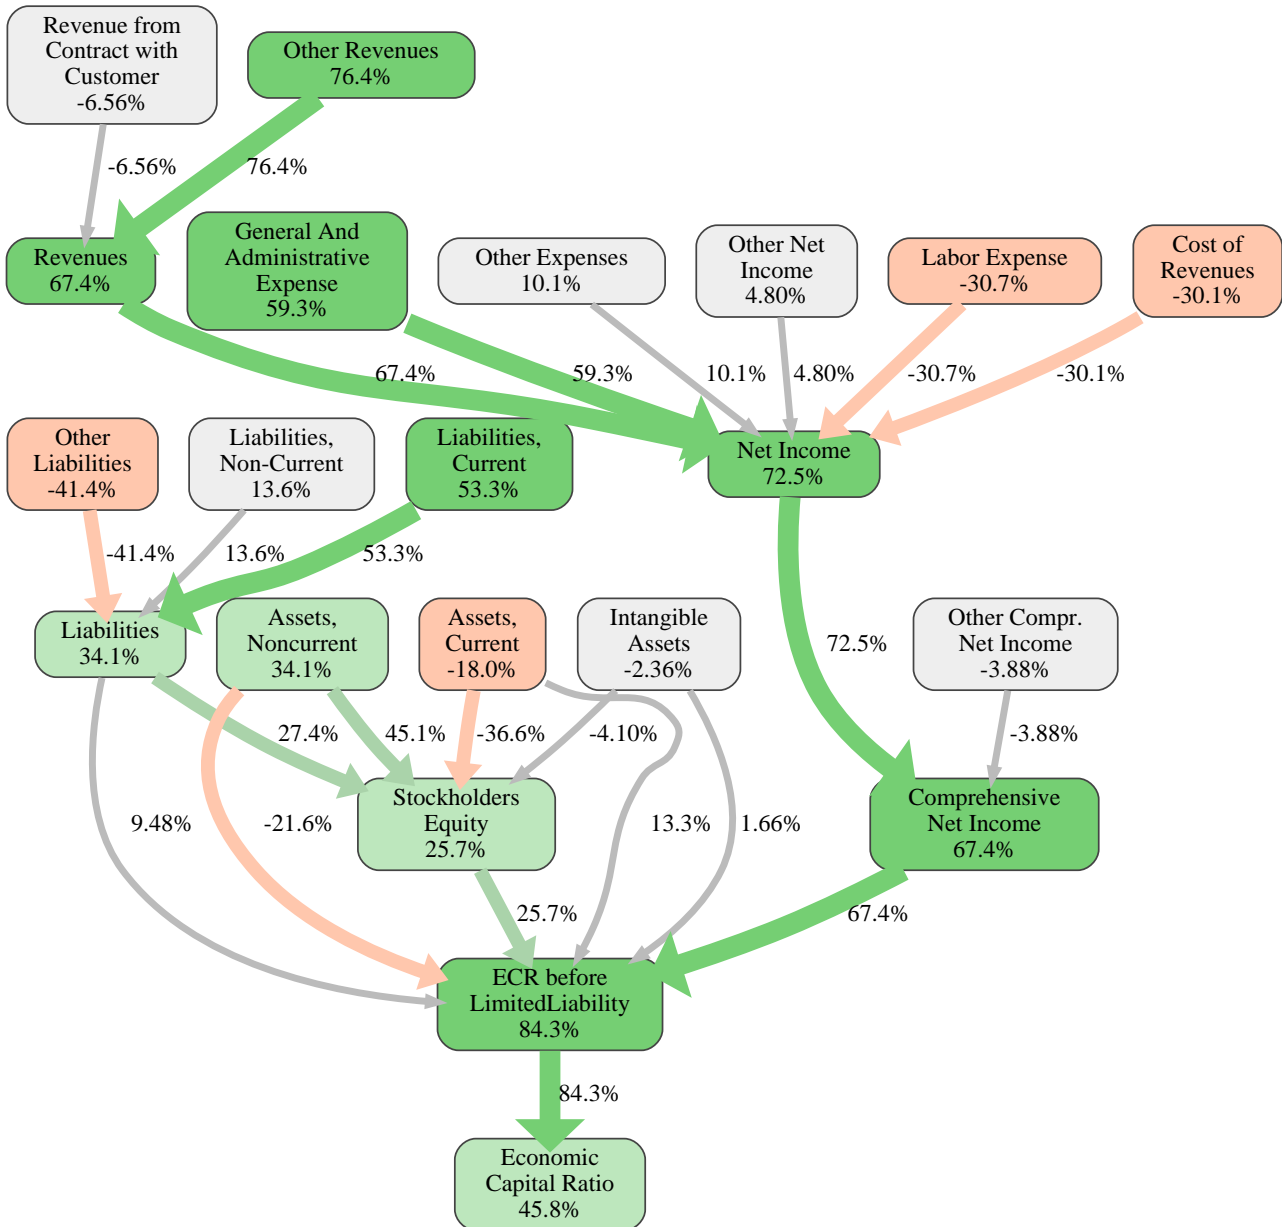 Revenue from
Contract with
Customer
-6.56%
Other Revenues
76.4%
-6.56%
76.4%
Revenues
67.4%
General And
Administrative
Expense
59.3%
Other Expenses
10.1%
Other Net
Income
4.80%
Labor Expense
-30.7%
Cost of
Revenues
-30.1%
67.4%
59.3%
10.1%
4.80%
-30.7%
-30.1%
Other
Liabilities
-41.4%
Liabilities,
Non-Current
13.6%
Liabilities,
Current
53.3%
Net Income
72.5%
-41.4%
13.6%
53.3%
Liabilities
34.1%
Assets,
Noncurrent
34.1%
Assets,
Current
-18.0%
Intangible
Assets
-2.36%
72.5%
Other Compr.
Net Income
-3.88%
27.4%
45.1%
-36.6%
-4.10%
-3.88%
9.48%
-21.6%
Stockholders
Equity
25.7%
13.3%
1.66%
Comprehensive
Net Income
67.4%
25.7%
67.4%
ECR before
LimitedLiability
84.3%
84.3%
Economic
Capital Ratio
45.8%